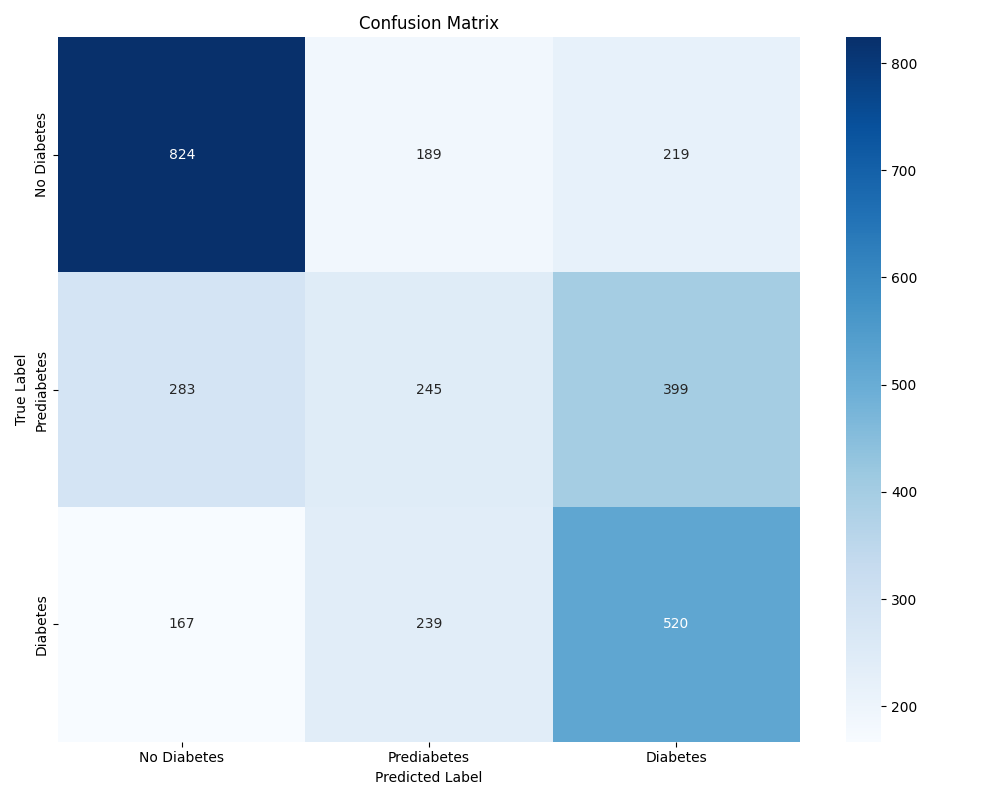 Confusion Matrix
True Label
No Diabetes
824
189
219
Prediabetes
283
245
399
Diabetes
167
239
520
No Diabetes
Prediabetes
Diabetes
Predicted Label
800
700
600
500
400
300
200